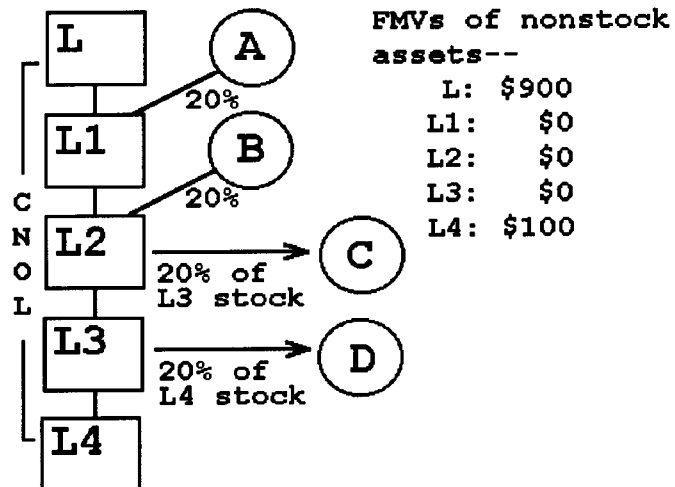 FMVs of nonstock
assets--
L: $900
L1: $0
L2: $0
L3: $0
L4: $100
L
A
20%
L1
B
20%
C
N
O
L
L2
20% of
L3 stock
C
L3
20% of
L4 stock
D
L4